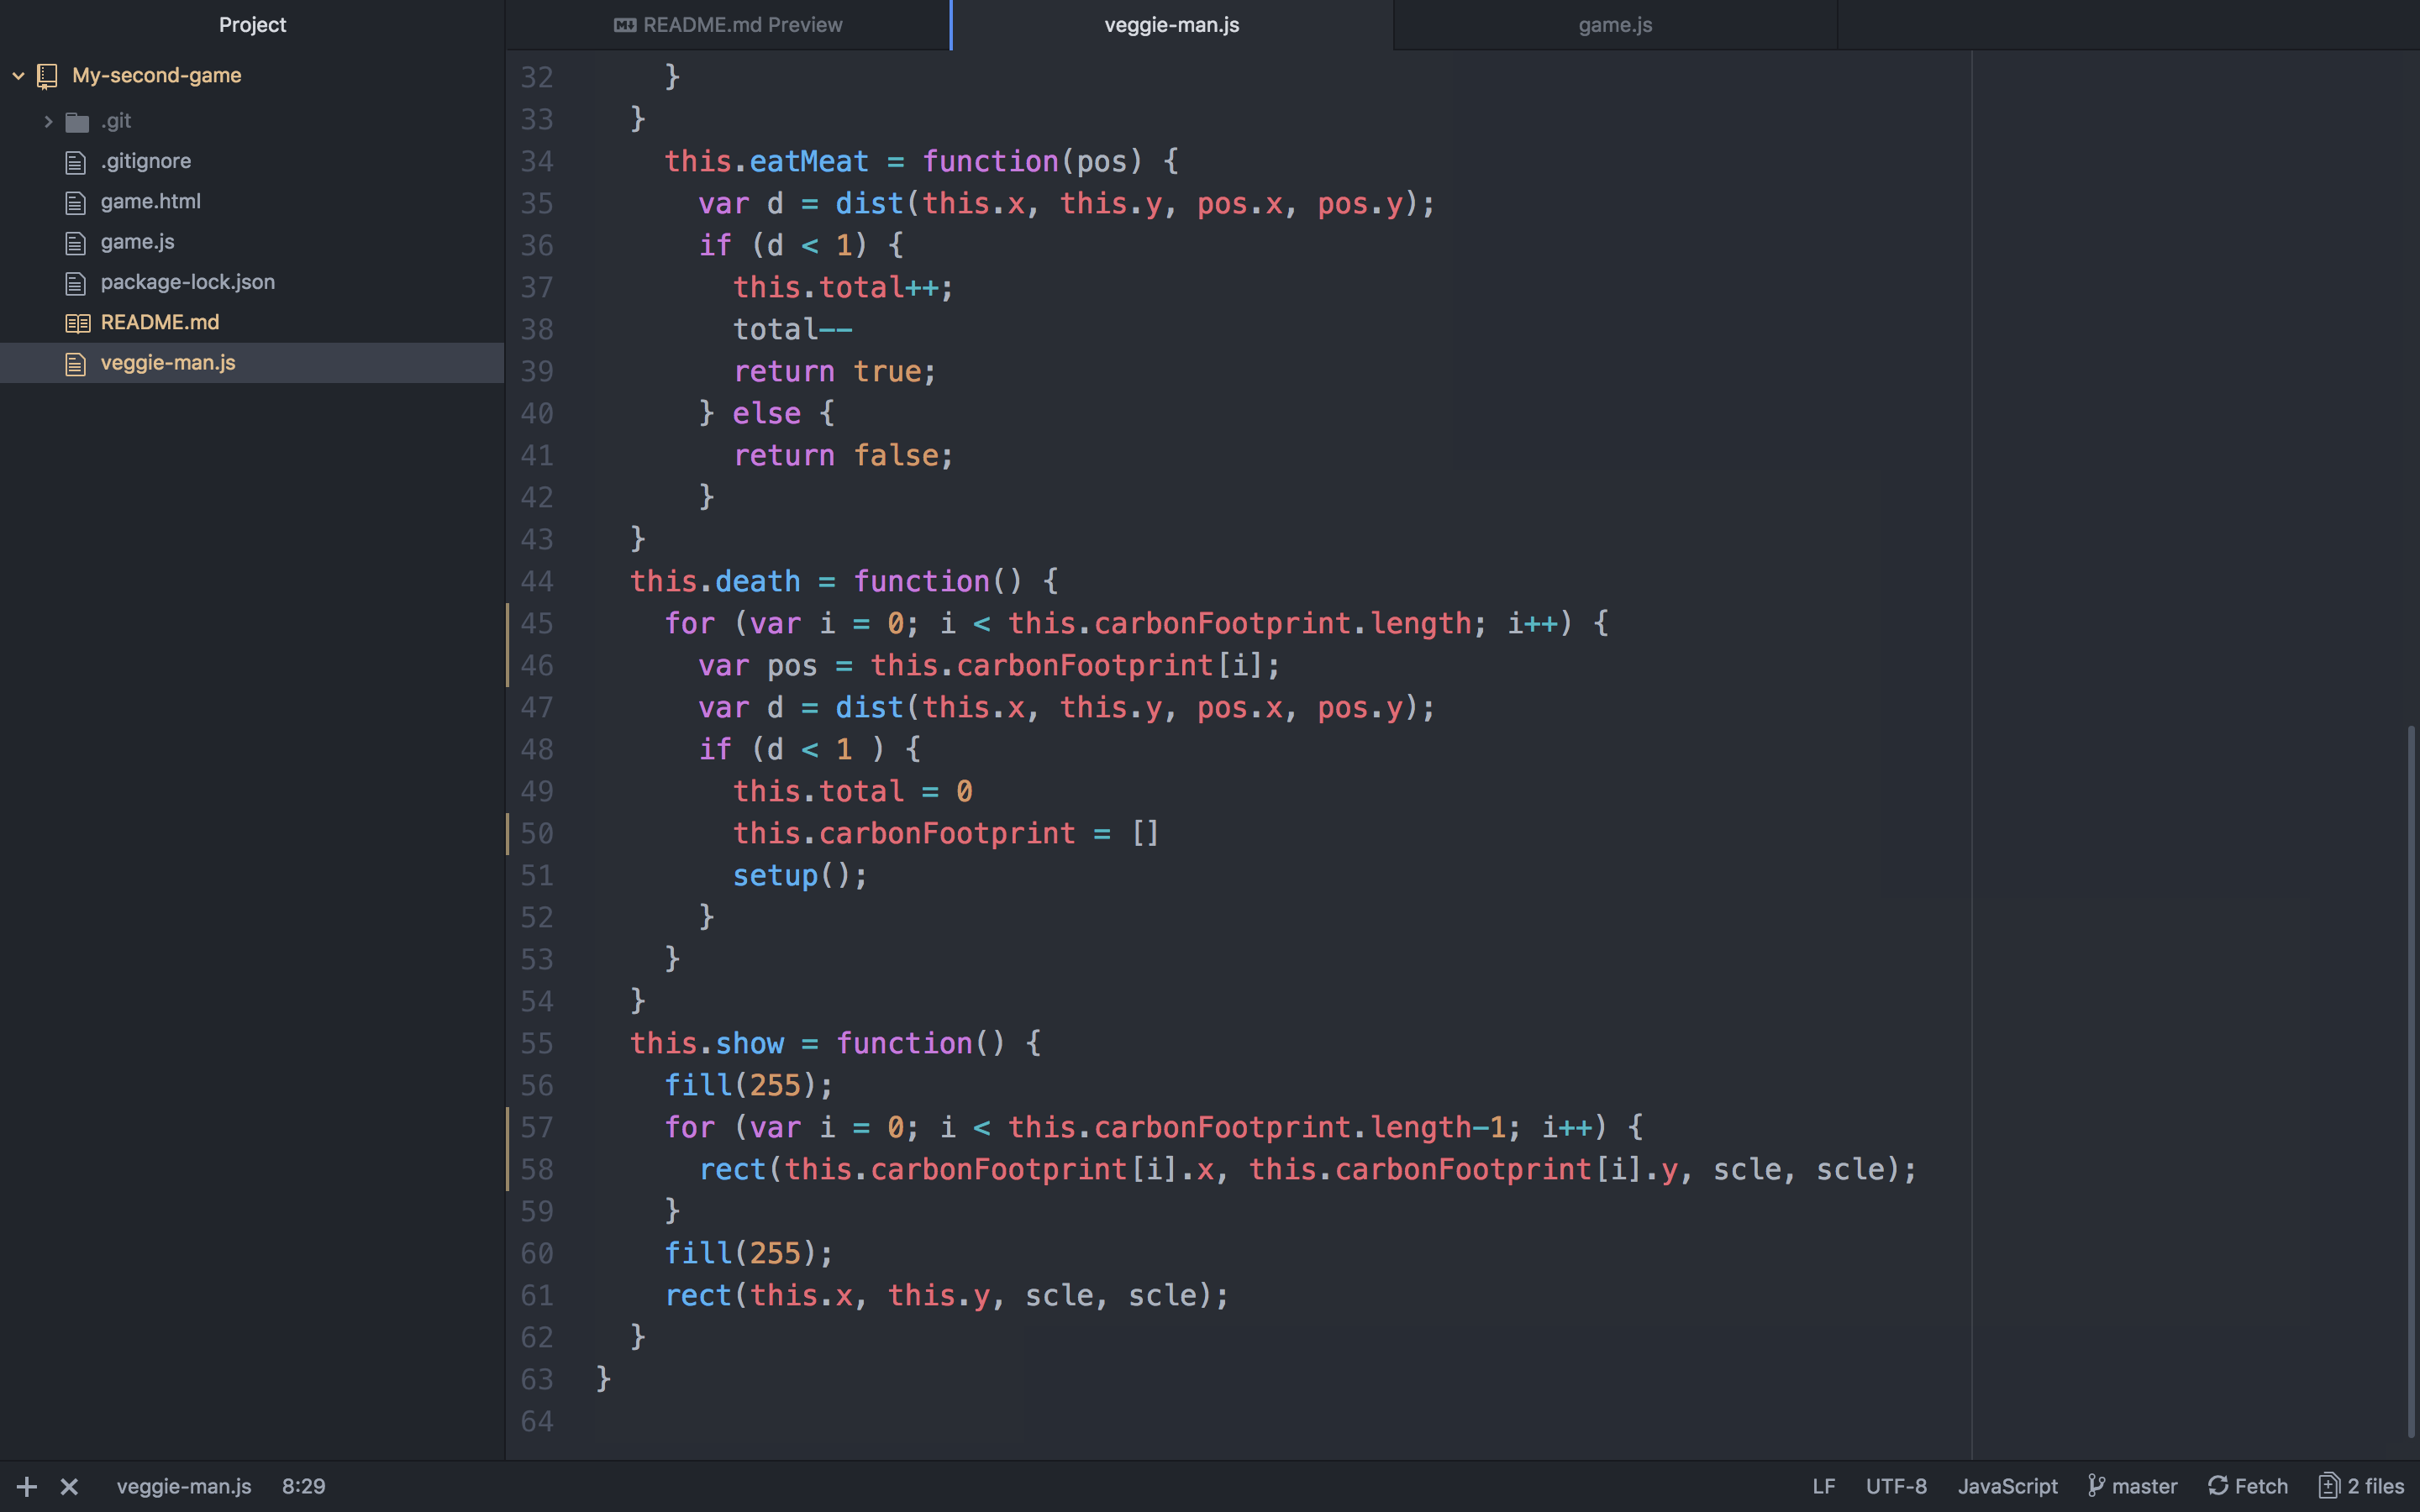 Project
My-second-game
.git
.gitignore
game.html
game.js
package-lock.json
README.md
veggie-man.js
README.md Preview
veggie-man.js
game.js
32     }
33   }
34     this.eatMeat = function(pos) {
35       var d = dist(this.x, this.y, pos.x, pos.y);
36       if (d < 1) {
37         this.total++;
38         total--
39         return true;
40       } else {
41         return false;
42       }
43   }
44   this.death = function() {
45     for (var i = 0; i < this.carbonFootprint.length; i++) {
46       var pos = this.carbonFootprint[i];
47       var d = dist(this.x, this.y, pos.x, pos.y);
48       if (d < 1 ) {
49         this.total = 0
50         this.carbonFootprint = []
51         setup();
52       }
53     }
54   }
55   this.show = function() {
56     fill(255);
57     for (var i = 0; i < this.carbonFootprint.length-1; i++) {
58       rect(this.carbonFootprint[i].x, this.carbonFootprint[i].y, scle, scle);
59     }
60     fill(255);
61     rect(this.x, this.y, scle, scle);
62   }
63 }
64
veggie-man.js 8:29
LF UTF-8 JavaScript master Fetch 2 files